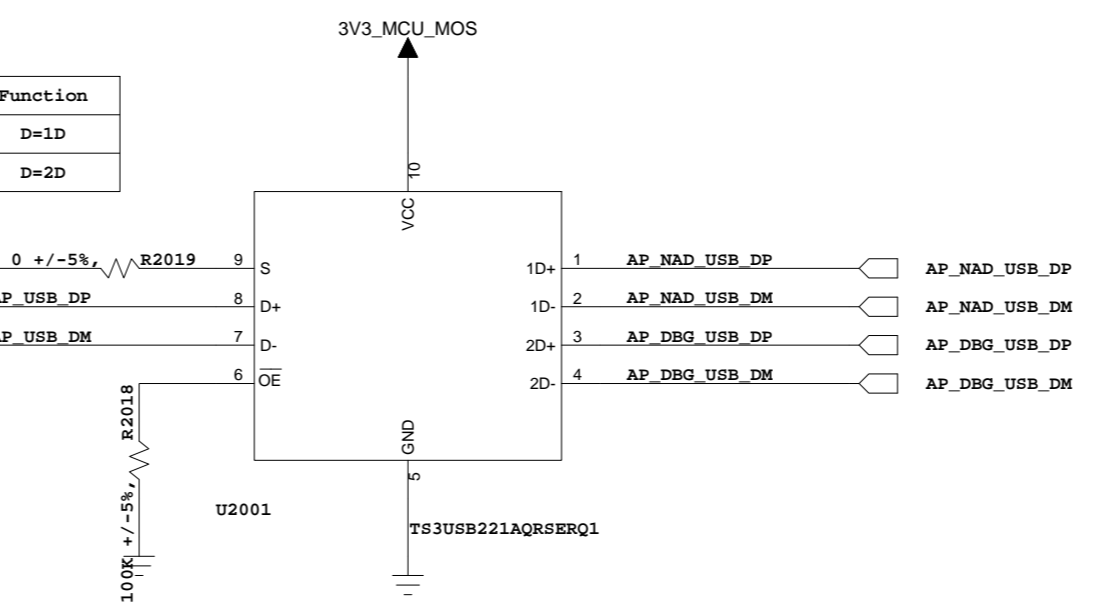 3V3_MCU_MOS
Function
D=1D
D=2D
10
VCC
0 +/-5%, R2019 9 S
1D+ 1 AP_NAD_USB_DP AP_NAD_USB_DP
P_USB_DP 8 D+
1D- 2 AP_NAD_USB_DM AP_NAD_USB_DM
P_USB_DM 7 D-
2D+ 3 AP_DBG_USB_DP AP_DBG_USB_DP
6 OE
2D- 4 AP_DBG_USB_DM AP_DBG_USB_DM
100K +/-5%, R2018
GND
5
U2001
TS3USB221AQRSERQ1